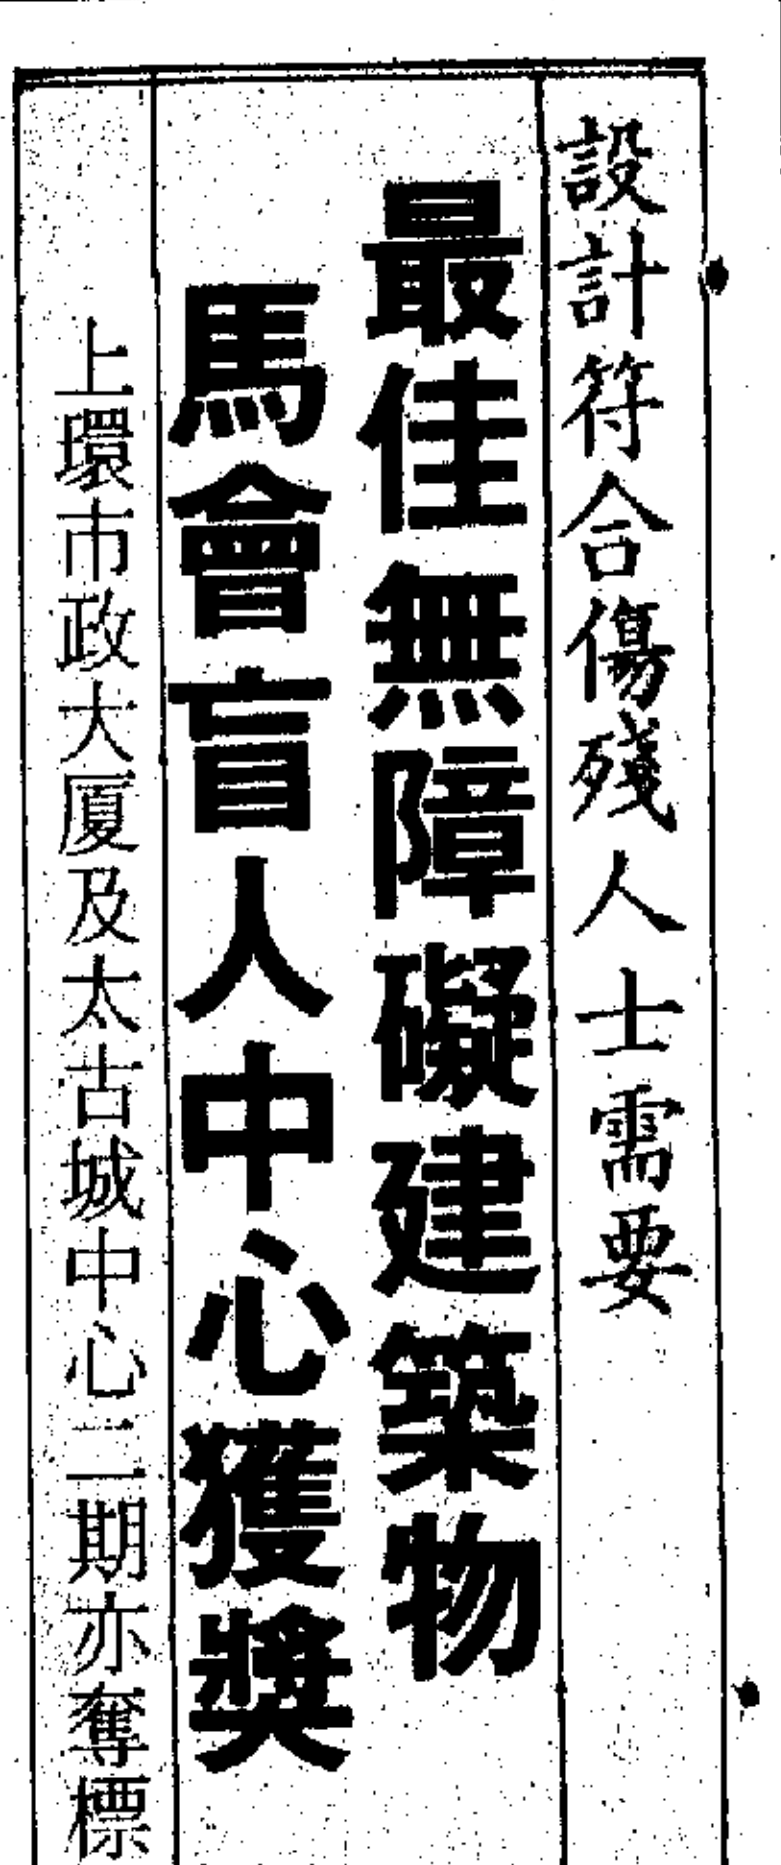 設計符合傷殘人士需要
最佳無障礙建築物
馬會盲人中心獲獎
上環市政大厦及太古城中心二期亦奪標